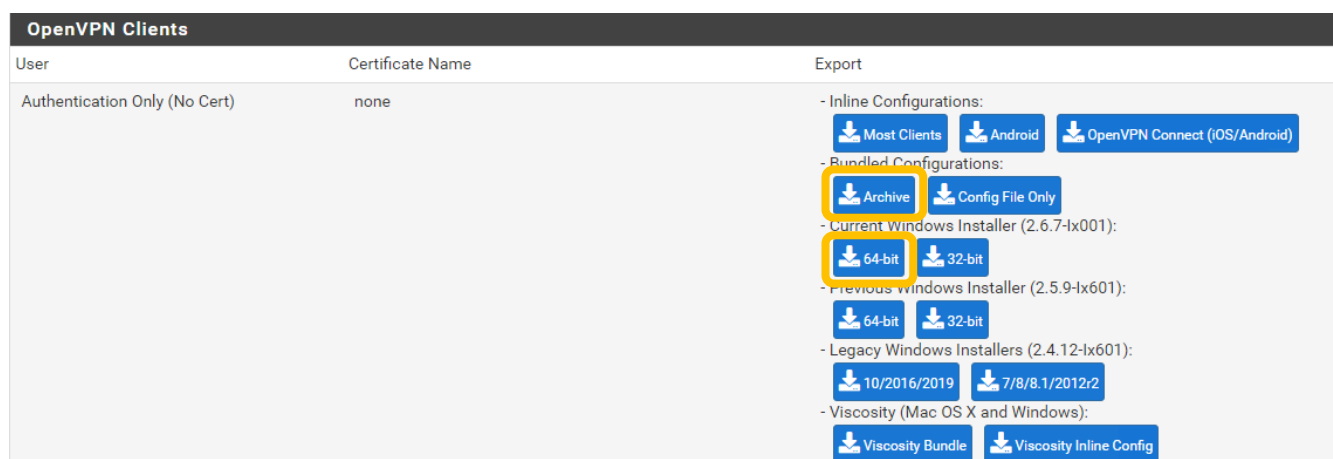 OpenVPN Clients
User Certificate Name Export
Authentication Only (No Cert) none - Inline Configurations:
Most Clients Android OpenVPN Connect (iOS/Android)
- Bundled Configurations:
Archive Config File Only
- Current Windows Installer (2.6.7-Ix001):
64-bit 32-bit
- Previous Windows Installer (2.5.9-Ix601):
64-bit 32-bit
- Legacy Windows Installers (2.4.12-Ix601):
10/2016/2019 7/8/8.1/2012r2
- Viscosity (Mac OS X and Windows):
Viscosity Bundle Viscosity Inline Config